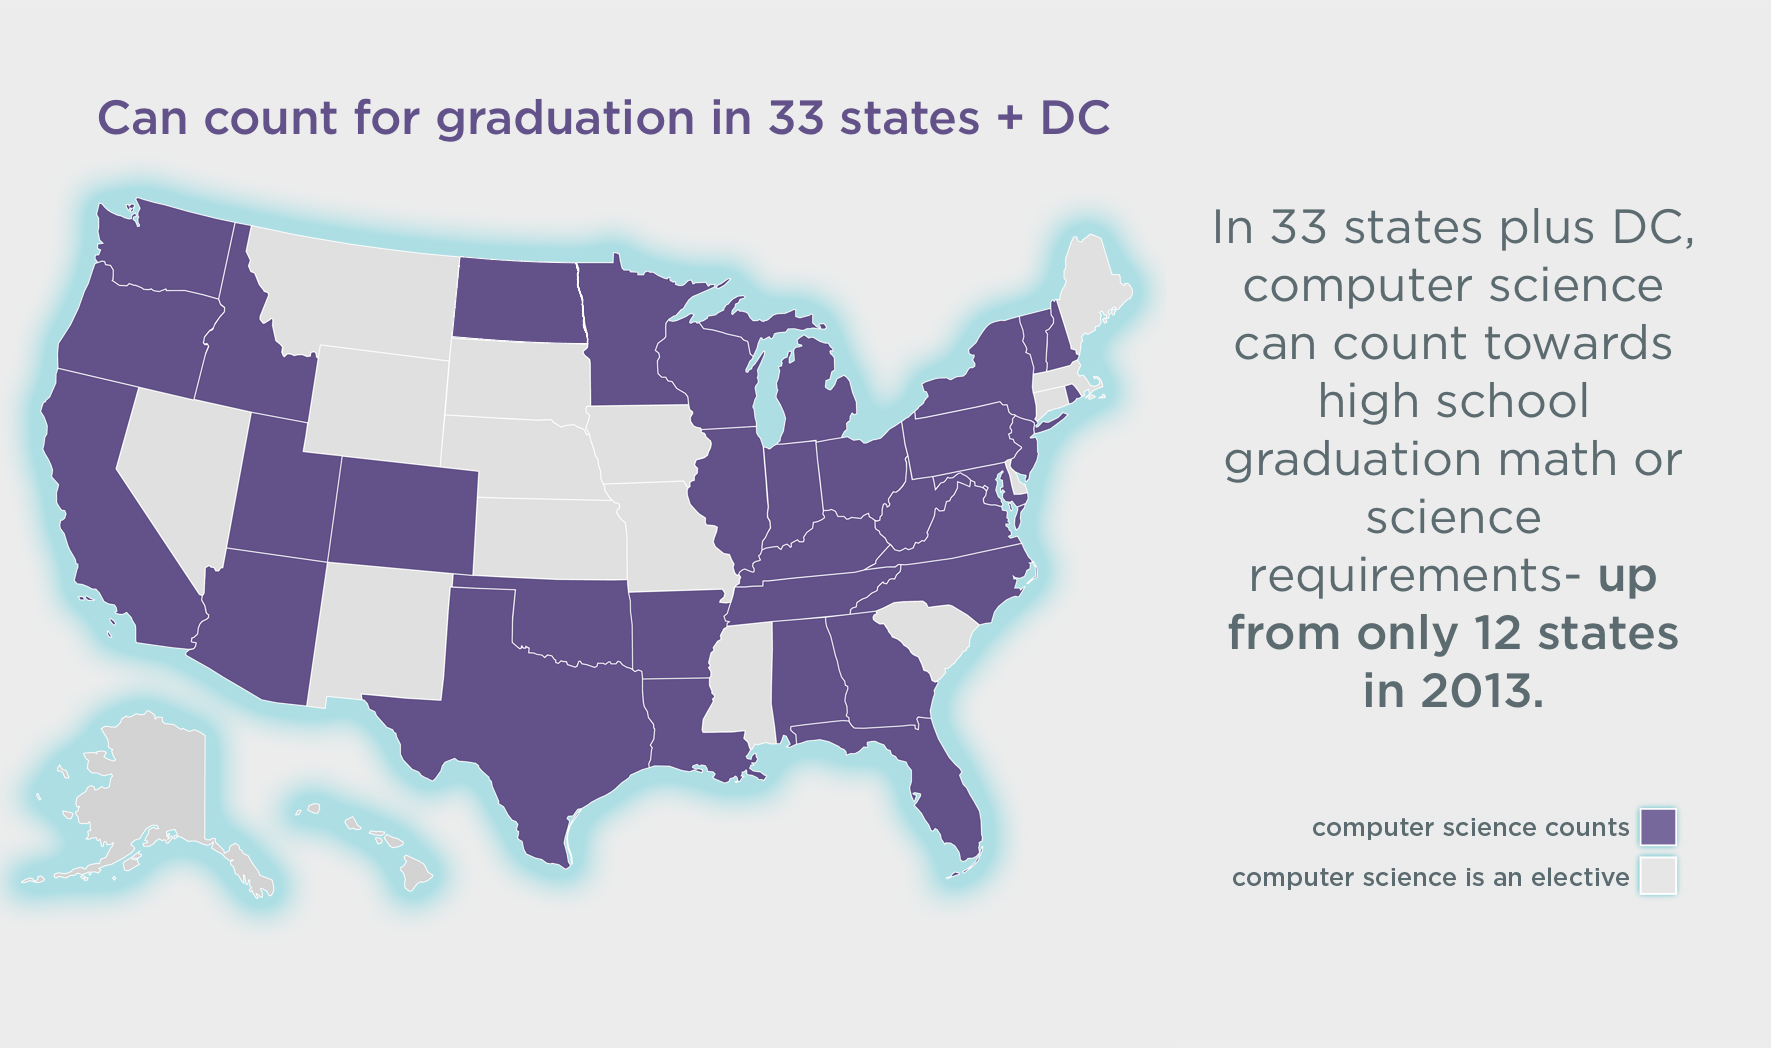 Can count for graduation in 33 states + DC
In 33 states plus DC,
computer science
can count towards
high school
graduation math or
science
requirements- up
from only 12 states
in 2013.
computer science counts
computer science is an elective